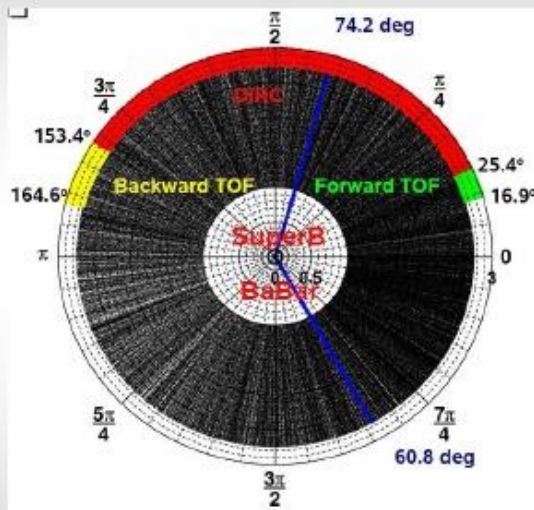 π/2
74.2 deg
3π/4
DIRC
π/4
153.4°
25.4°
Backward TOF
Forward TOF
164.6°
16.9°
SuperB
π
0
0 0.5
3
BaBar
5π/4
7π/4
60.8 deg
3π/2